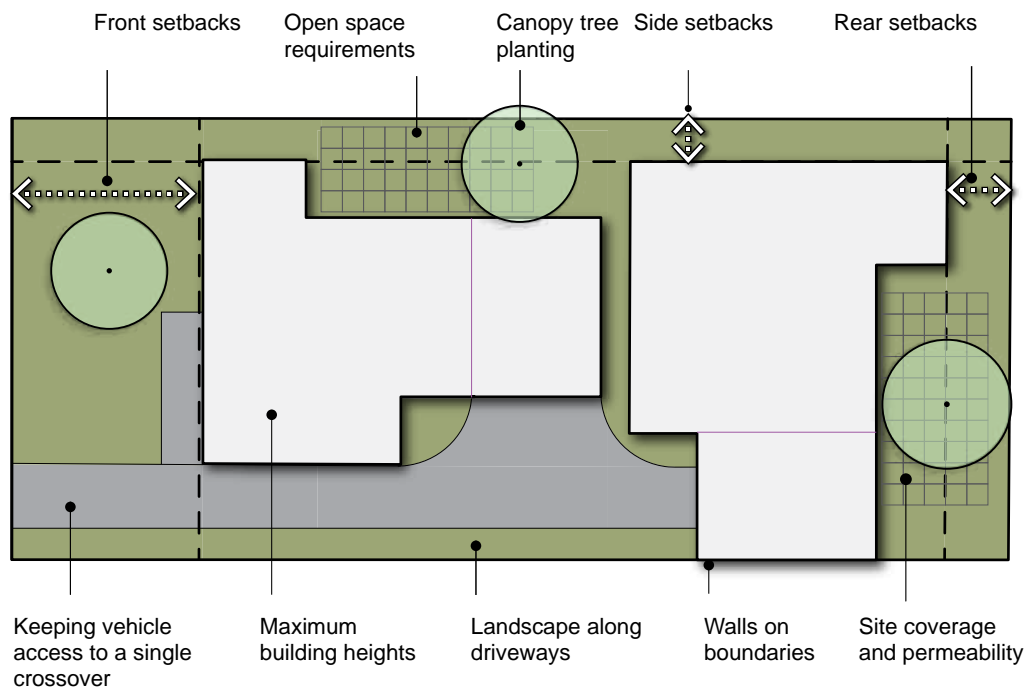 Front setbacks
Open space
requirements
Canopy tree
planting
Side setbacks
Rear setbacks
Keeping vehicle
access to a single
crossover
Maximum
building heights
Landscape along
driveways
Walls on
boundaries
Site coverage
and permeability